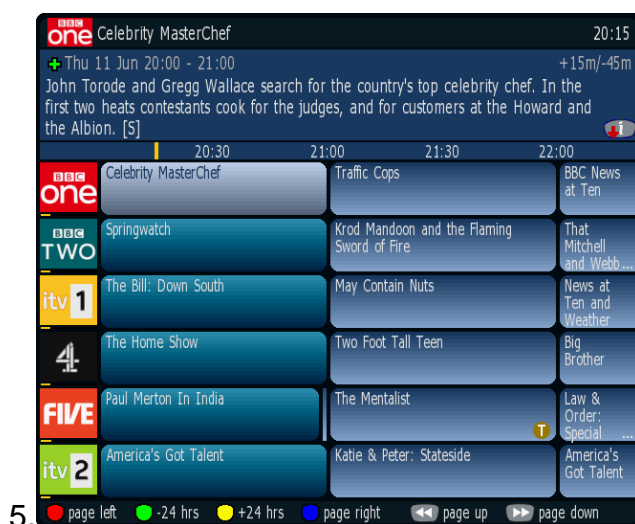 BBC one Celebrity MasterChef 20:15
Thu 11 Jun 20:00 - 21:00 +15m/-45m
John Torode and Gregg Wallace search for the country's top celebrity chef. In the
first two heats contestants cook for the judges, and for customers at the Howard and
the Albion. [S] i
20:30 21:00 21:30 22:00
BBC one
Celebrity MasterChef
Traffic Cops
BBC News
at Ten
BBC TWO
Springwatch
Krod Mandoon and the Flaming
Sword of Fire
That
Mitchell
and Webb ...
itv 1
The Bill: Down South
May Contain Nuts
News at
Ten and
Weather
4
The Home Show
Two Foot Tall Teen
Big
Brother
FIVE
Paul Merton In India
The Mentalist
T
Law &
Order:
Special ...
itv 2
America's Got Talent
Katie & Peter: Stateside
America's
Got Talent
5. page left -24 hrs +24 hrs page right page up page down